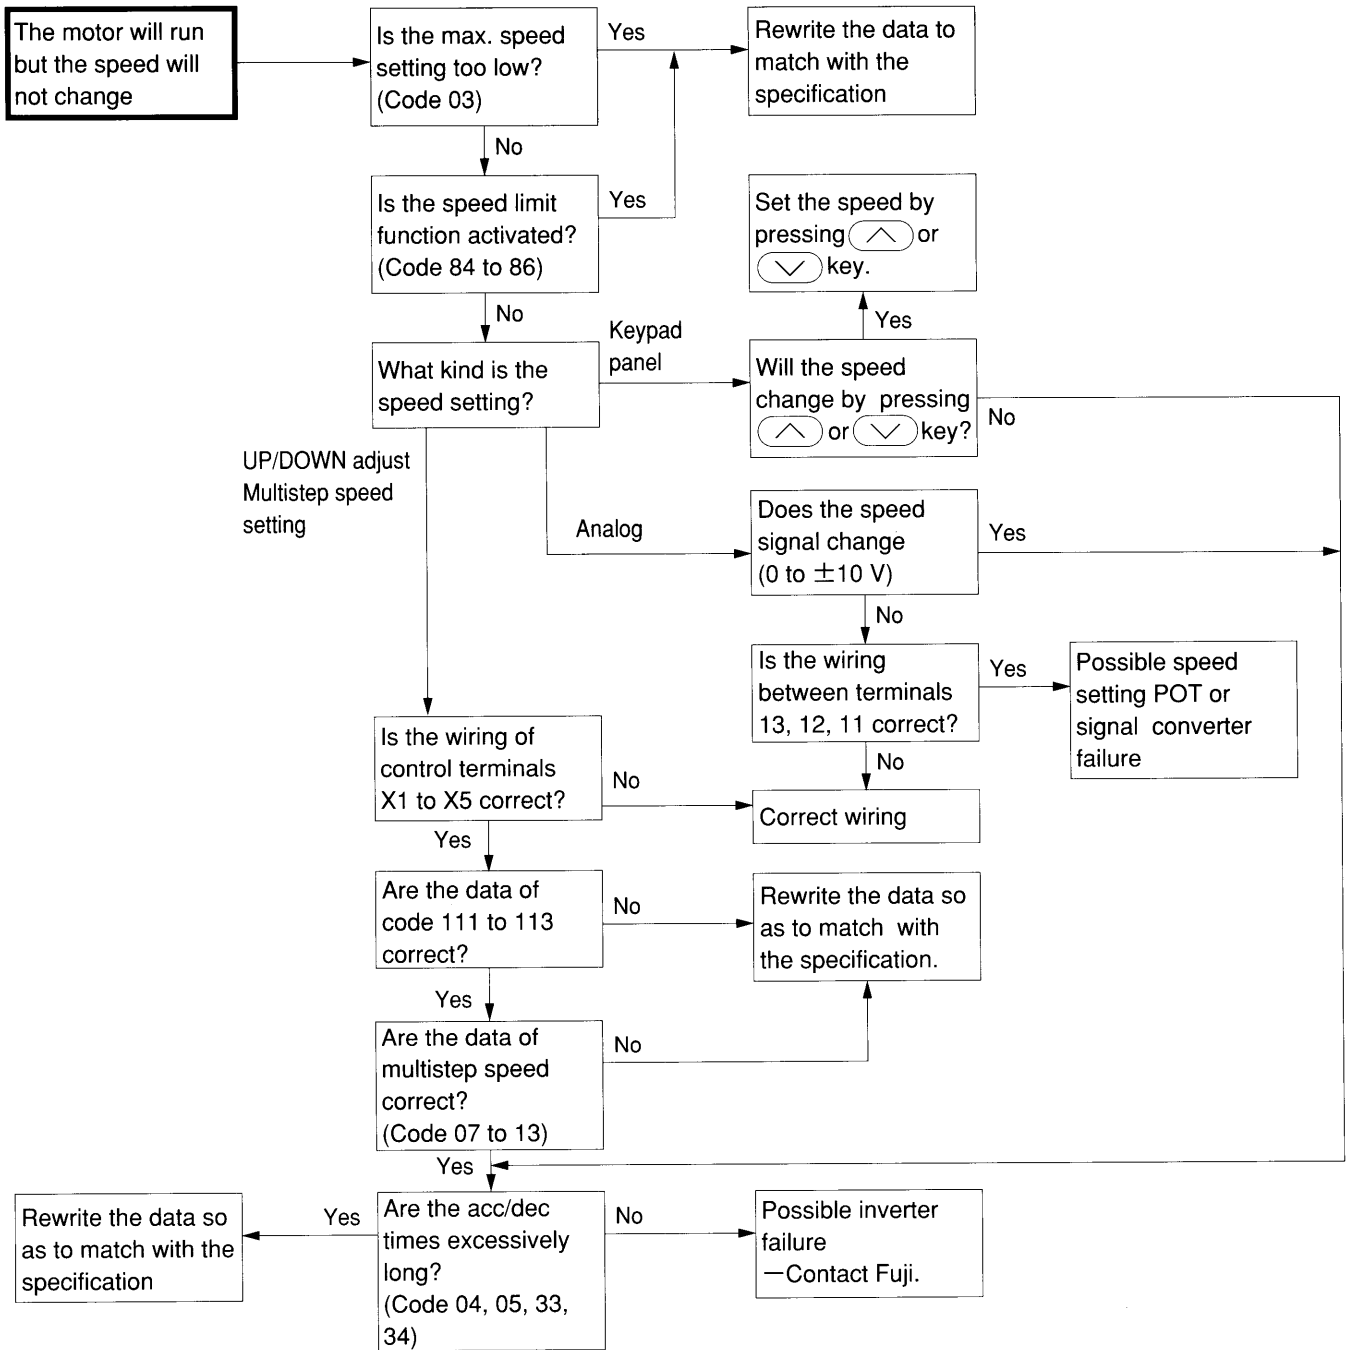 The motor will run
but the speed will
not change
Is the max. speed
setting too low?
(Code 03)
Yes
Rewrite the data to
match with the
specification
No
Is the speed limit
function activated?
(Code 84 to 86)
Yes
Set the speed by
pressing or
key.
No
Yes
What kind is the
speed setting?
Keypad
panel
Will the speed
change by pressing
or key?
No
UP/DOWN adjust
Multistep speed
setting
Analog
Does the speed
signal change
(0 to ±10 V)
Yes
No
Is the wiring
between terminals
13, 12, 11 correct?
Yes
Possible speed
setting POT or
signal converter
failure
No
Is the wiring of
control terminals
X1 to X5 correct?
No
Correct wiring
Yes
Are the data of
code 111 to 113
correct?
No
Rewrite the data so
as to match with
the specification.
Yes
Are the data of
multistep speed
correct?
(Code 07 to 13)
No
Yes
Are the acc/dec
times excessively
long?
(Code 04, 05, 33,
34)
Yes
Rewrite the data so
as to match with the
specification
No
Possible inverter
failure
—Contact Fuji.